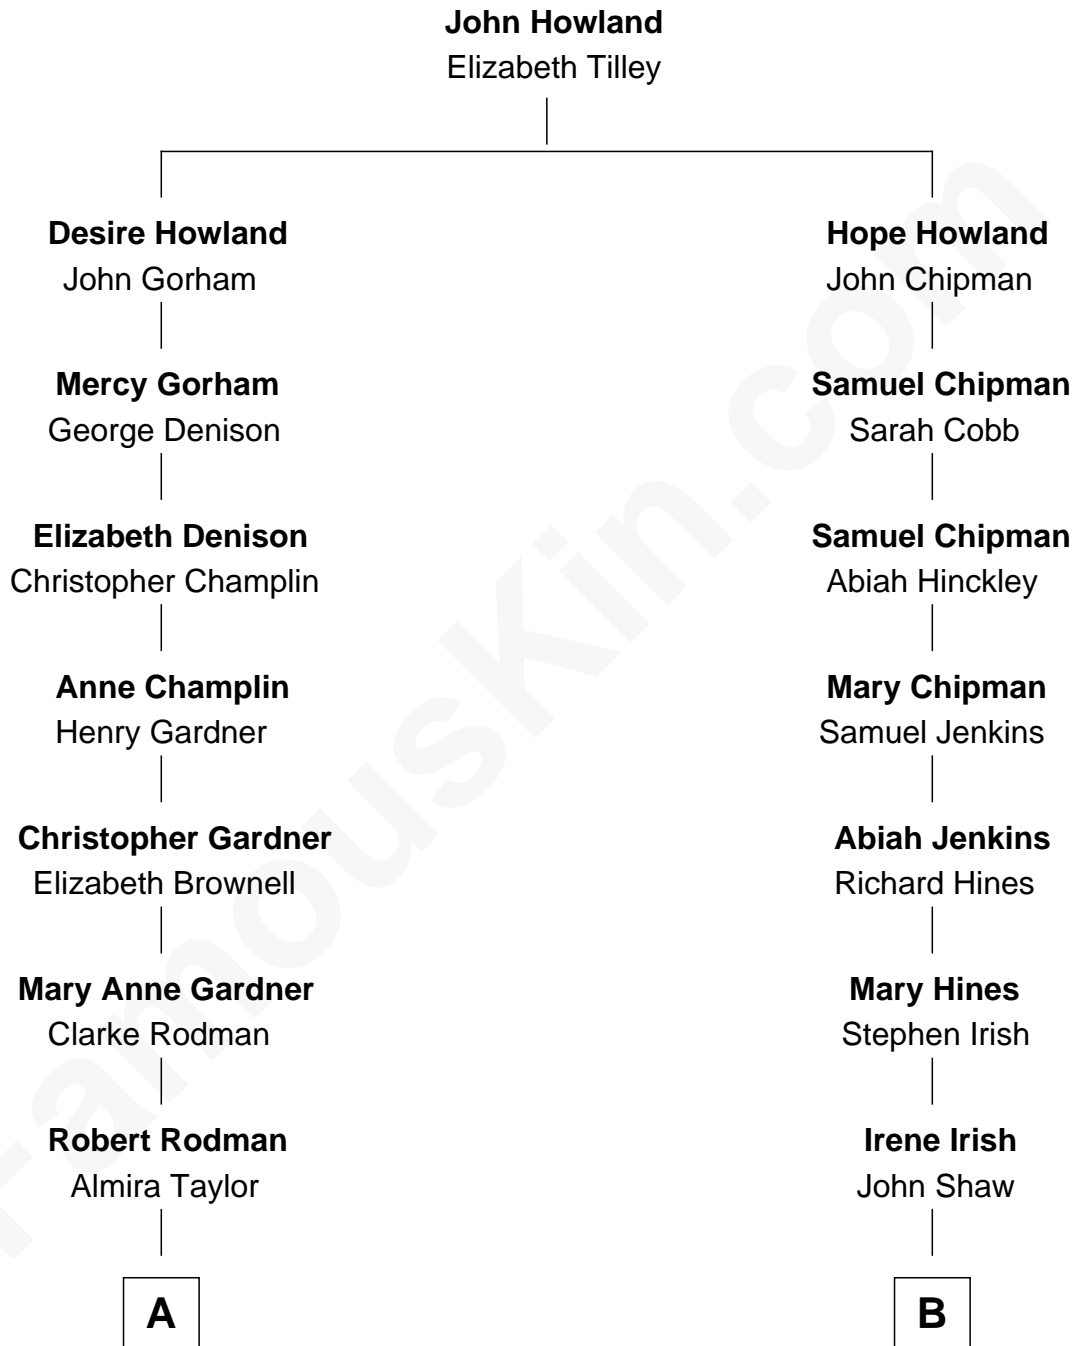 John Howland
Elizabeth Tilley
Desire Howland
John Gorham
Hope Howland
John Chipman
Mercy Gorham
George Denison
Samuel Chipman
Sarah Cobb
Elizabeth Denison
Christopher Champlin
Samuel Chipman
Abiah Hinckley
Anne Champlin
Henry Gardner
Mary Chipman
Samuel Jenkins
Christopher Gardner
Elizabeth Brownell
Abiah Jenkins
Richard Hines
Mary Anne Gardner
Clarke Rodman
Mary Hines
Stephen Irish
Robert Rodman
Almira Taylor
Irene Irish
John Shaw
A
B
FamousKin.com